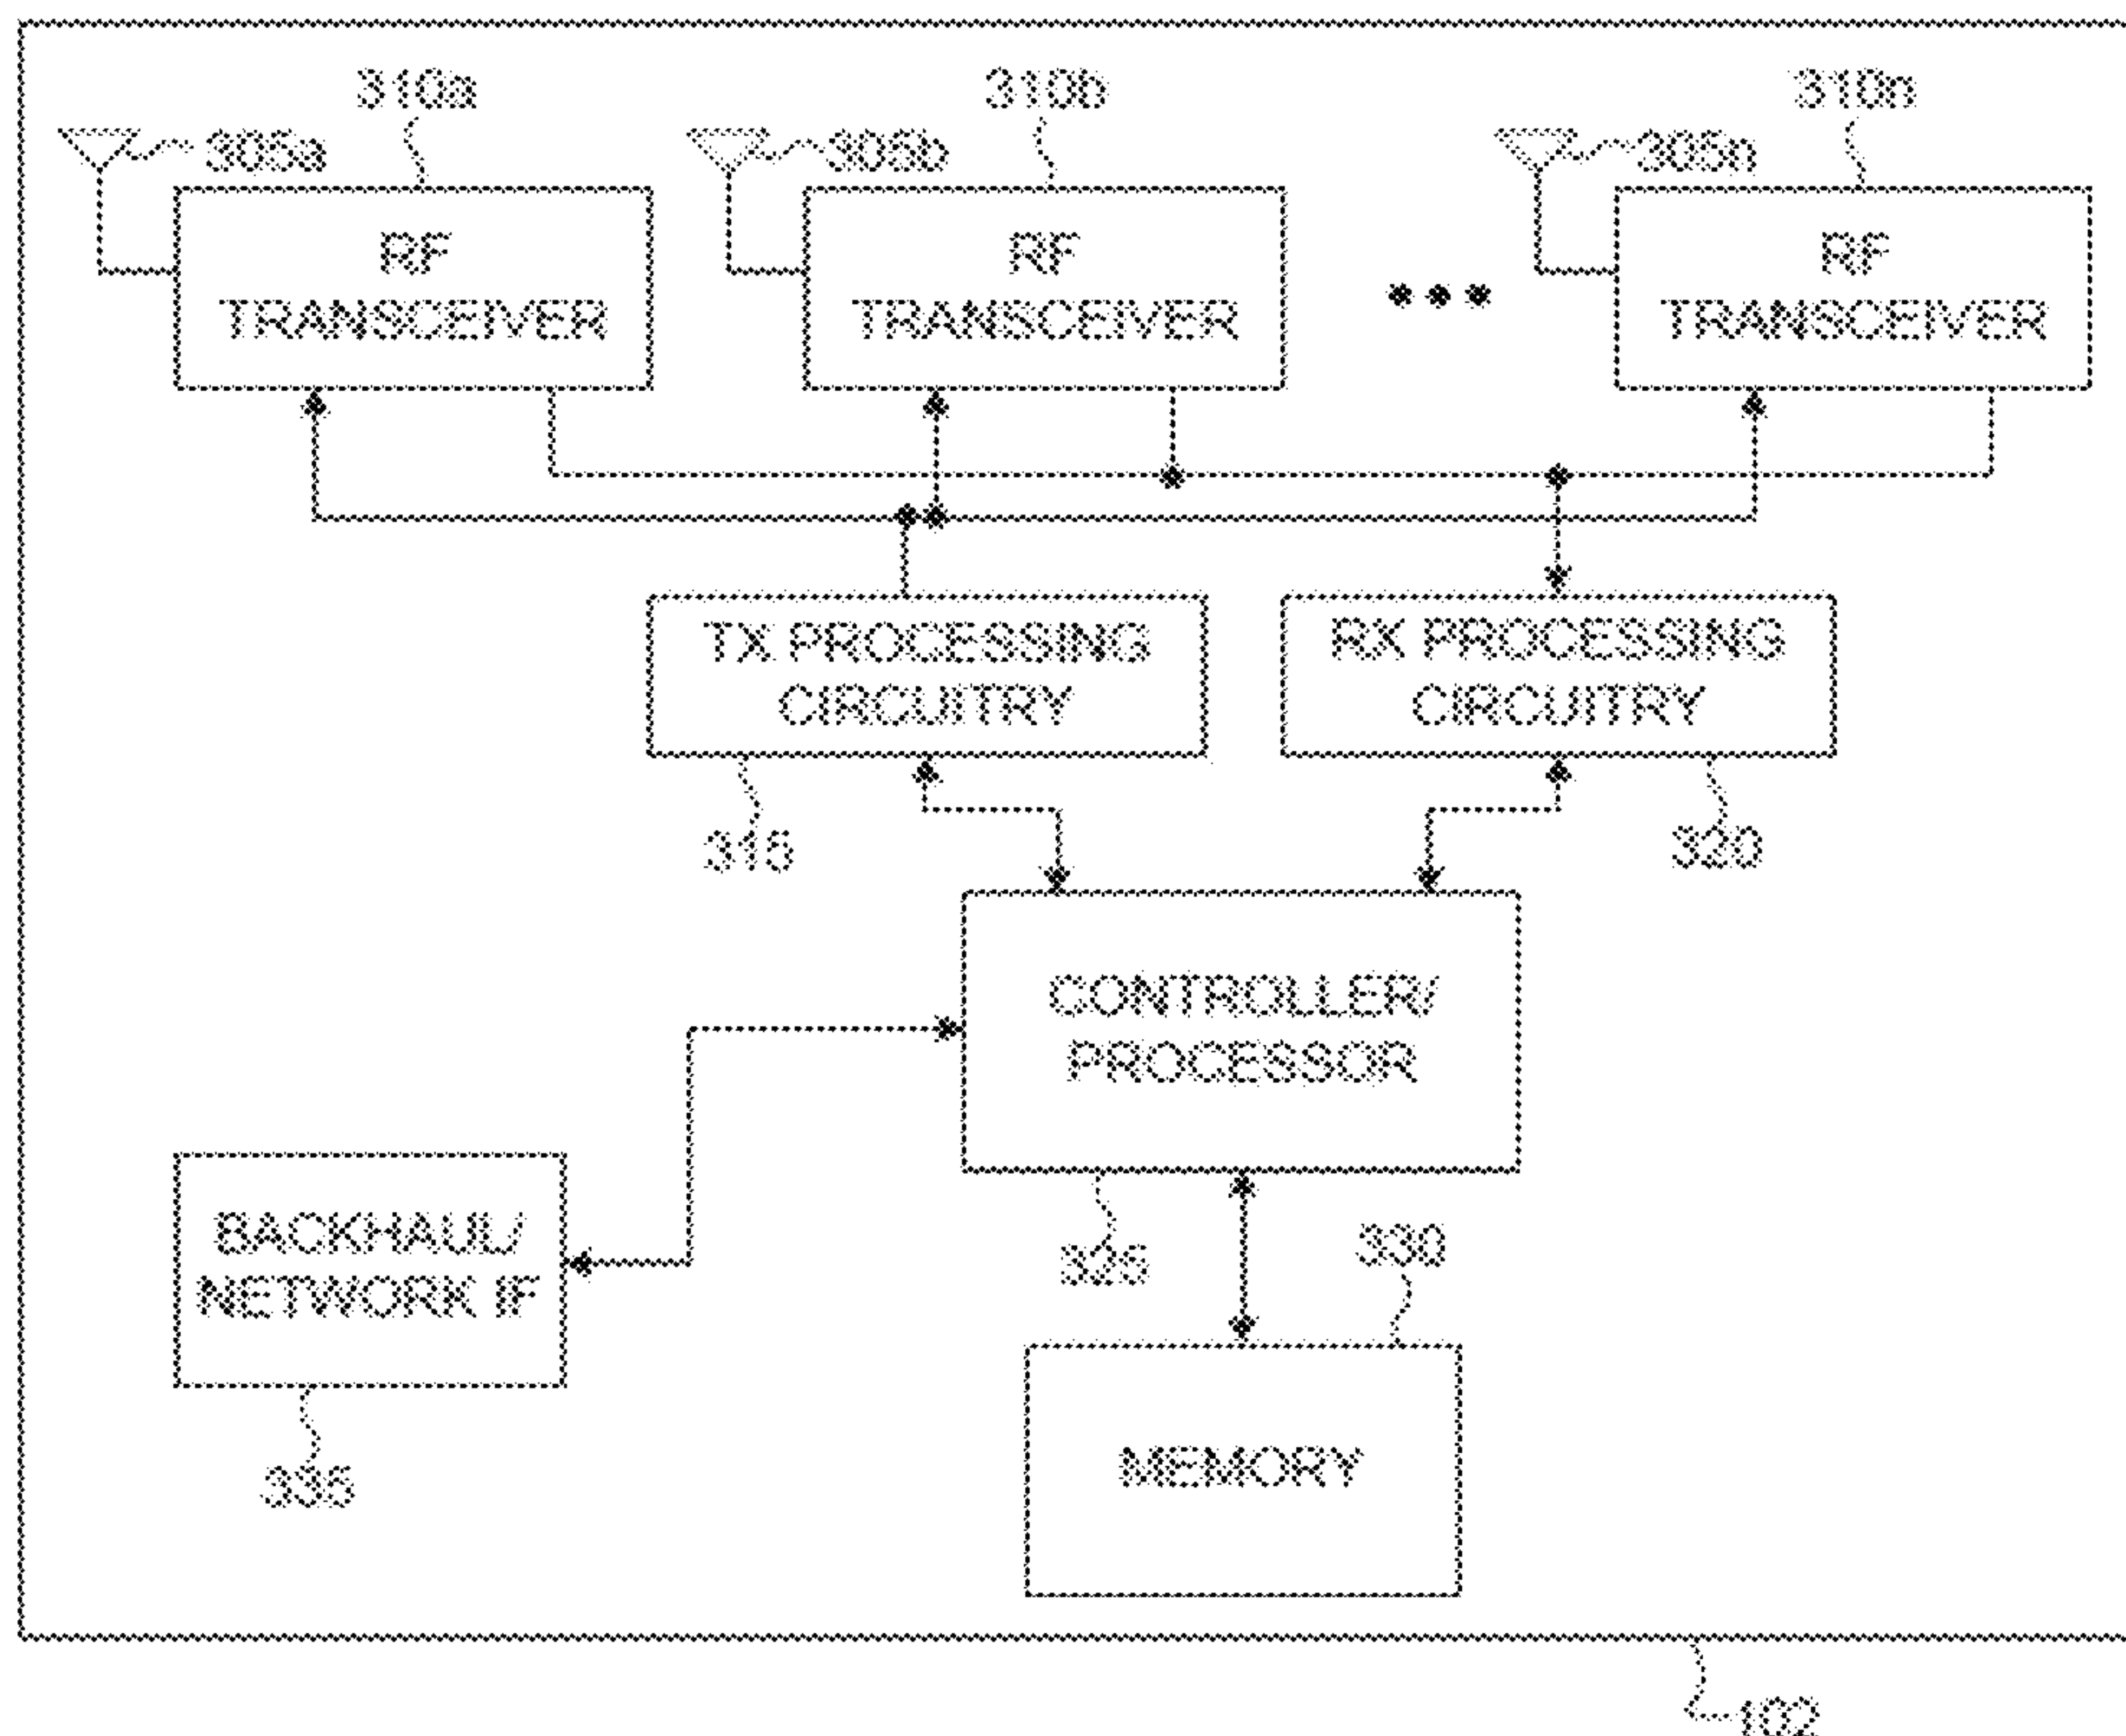 310a
310b
310n
305a
305b
305n
RF
TRANSCEIVER
RF
TRANSCEIVER
RF
TRANSCEIVER
TX PROCESSING
CIRCUITRY
RX PROCESSING
CIRCUITRY
315
320
CONTROLLER/
PROCESSOR
BACKHAUL/
NETWORK IF
325
330
MEMORY
335
102